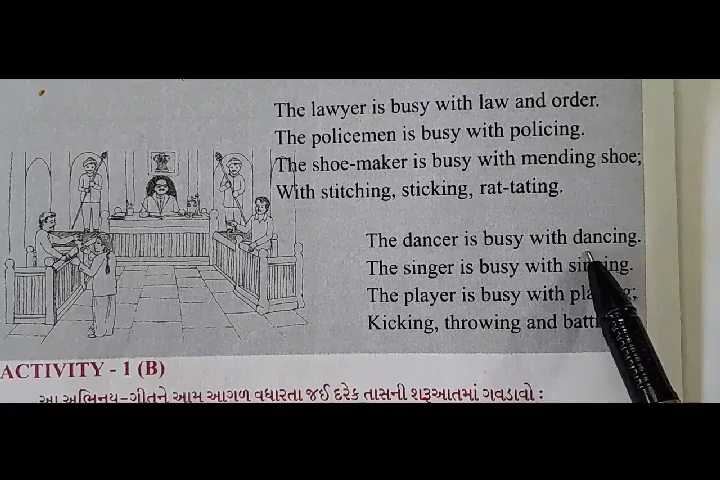 The lawyer is busy with law and order.
The policemen is busy with policing.
The shoe-maker is busy with mending shoe;
With stitching, sticking, rat-tating.
The dancer is busy with dancing.
The singer is busy with
The player is busy with
Kicking, throwing and
ACTIVITY - 1 (B)
આ અભિનય-ગીતને આમ આગળ વધારતા જઈ દરેક તાસની શરૂઆતમાં ગવડાવો :